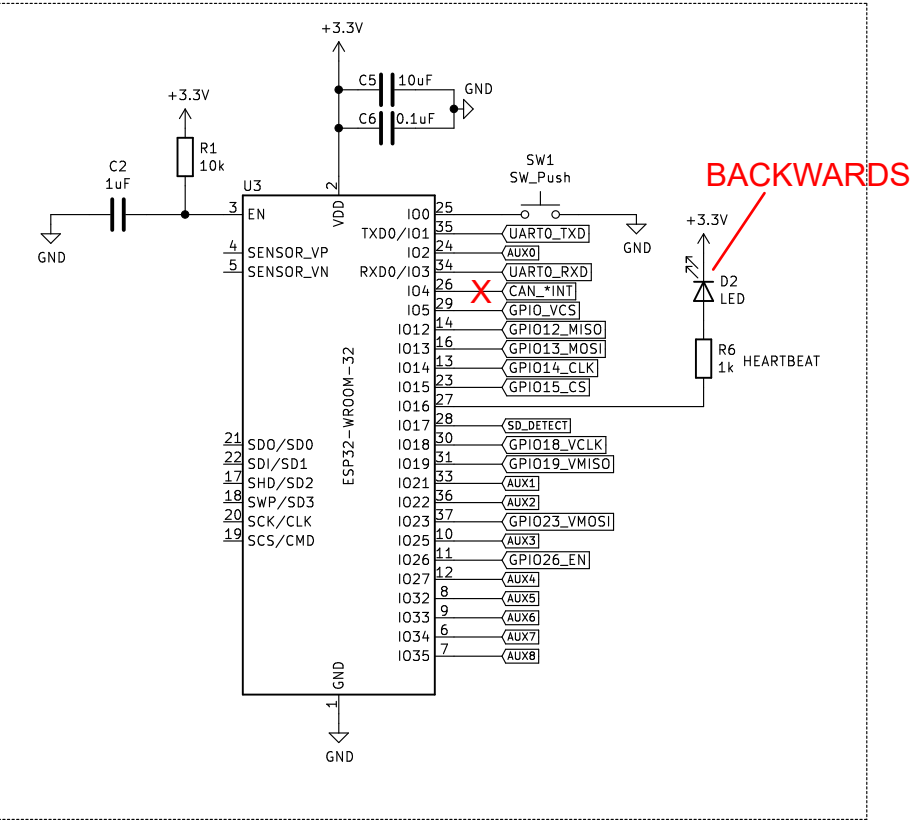 +3.3V
C5 10uF
GND
+3.3V
C6 0.1uF
R1
10k
C2
1uF
SW1
SW_Push
BACKWARDS
U3
2
VDD
+3.3V
3 EN
IO0 25
GND
TXD0/IO1 35 UART0_TXD
GND
4 SENSOR_VP
IO2 24 AUX0
5 SENSOR_VN
RXD0/IO3 34 UART0_RXD
D2
LED
IO4 26 X CAN_*INT
IO5 29 GPIO_VCS
IO12 14 GPIO12_MISO
IO13 16 GPIO13_MOSI
R6
1k HEARTBEAT
IO14 13 GPIO14_CLK
IO15 23 GPIO15_CS
IO16 27
ESP32-WROOM-32
IO17 28 SD_DETECT
21 SDO/SD0
IO18 30 GPIO18_VCLK
22 SDI/SD1
IO19 31 GPIO19_VMISO
17 SHD/SD2
IO21 33 AUX1
18 SWP/SD3
IO22 36 AUX2
20 SCK/CLK
IO23 37 GPIO23_VMOSI
19 SCS/CMD
IO25 10 AUX3
IO26 11 GPIO26_EN
IO27 12 AUX4
IO32 8 AUX5
IO33 9 AUX6
IO34 6 AUX7
IO35 7 AUX8
GND
1
GND